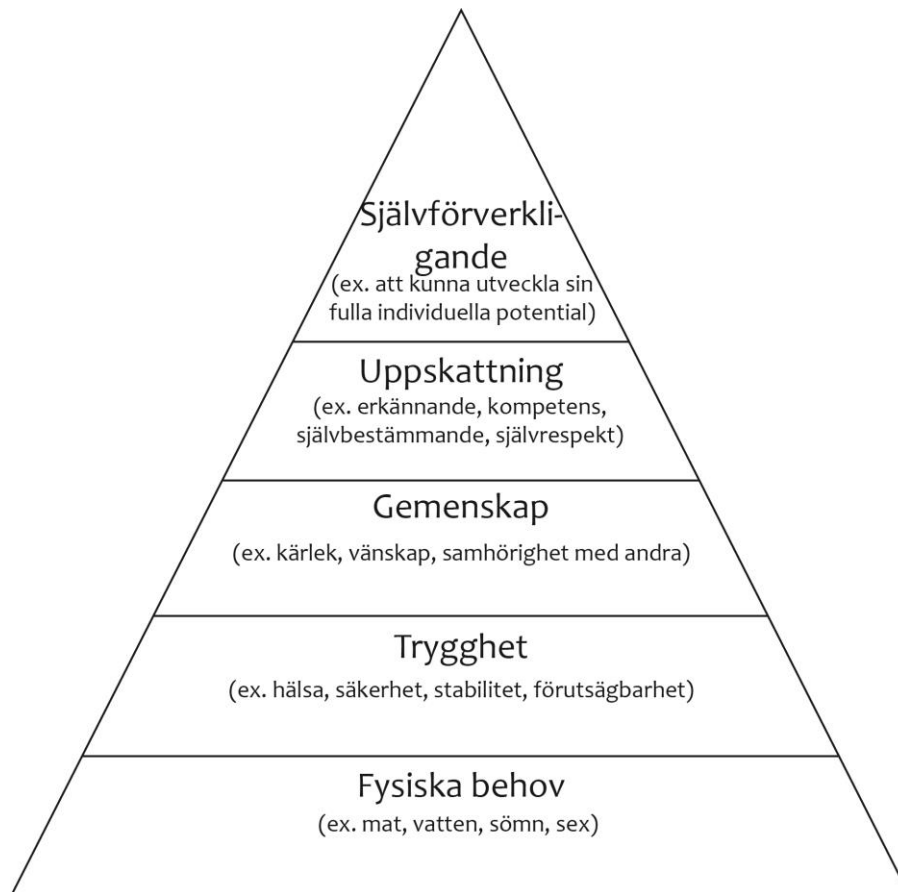 Självförverkli-
gande
(ex. att kunna utveckla sin
fulla individuella potential)
Uppskattning
(ex. erkännande, kompetens,
självbestämmande, självrespekt)
Gemenskap
(ex. kärlek, vänskap, samhörighet med andra)
Trygghet
(ex. hälsa, säkerhet, stabilitet, förutsägbarhet)
Fysiska behov
(ex. mat, vatten, sömn, sex)